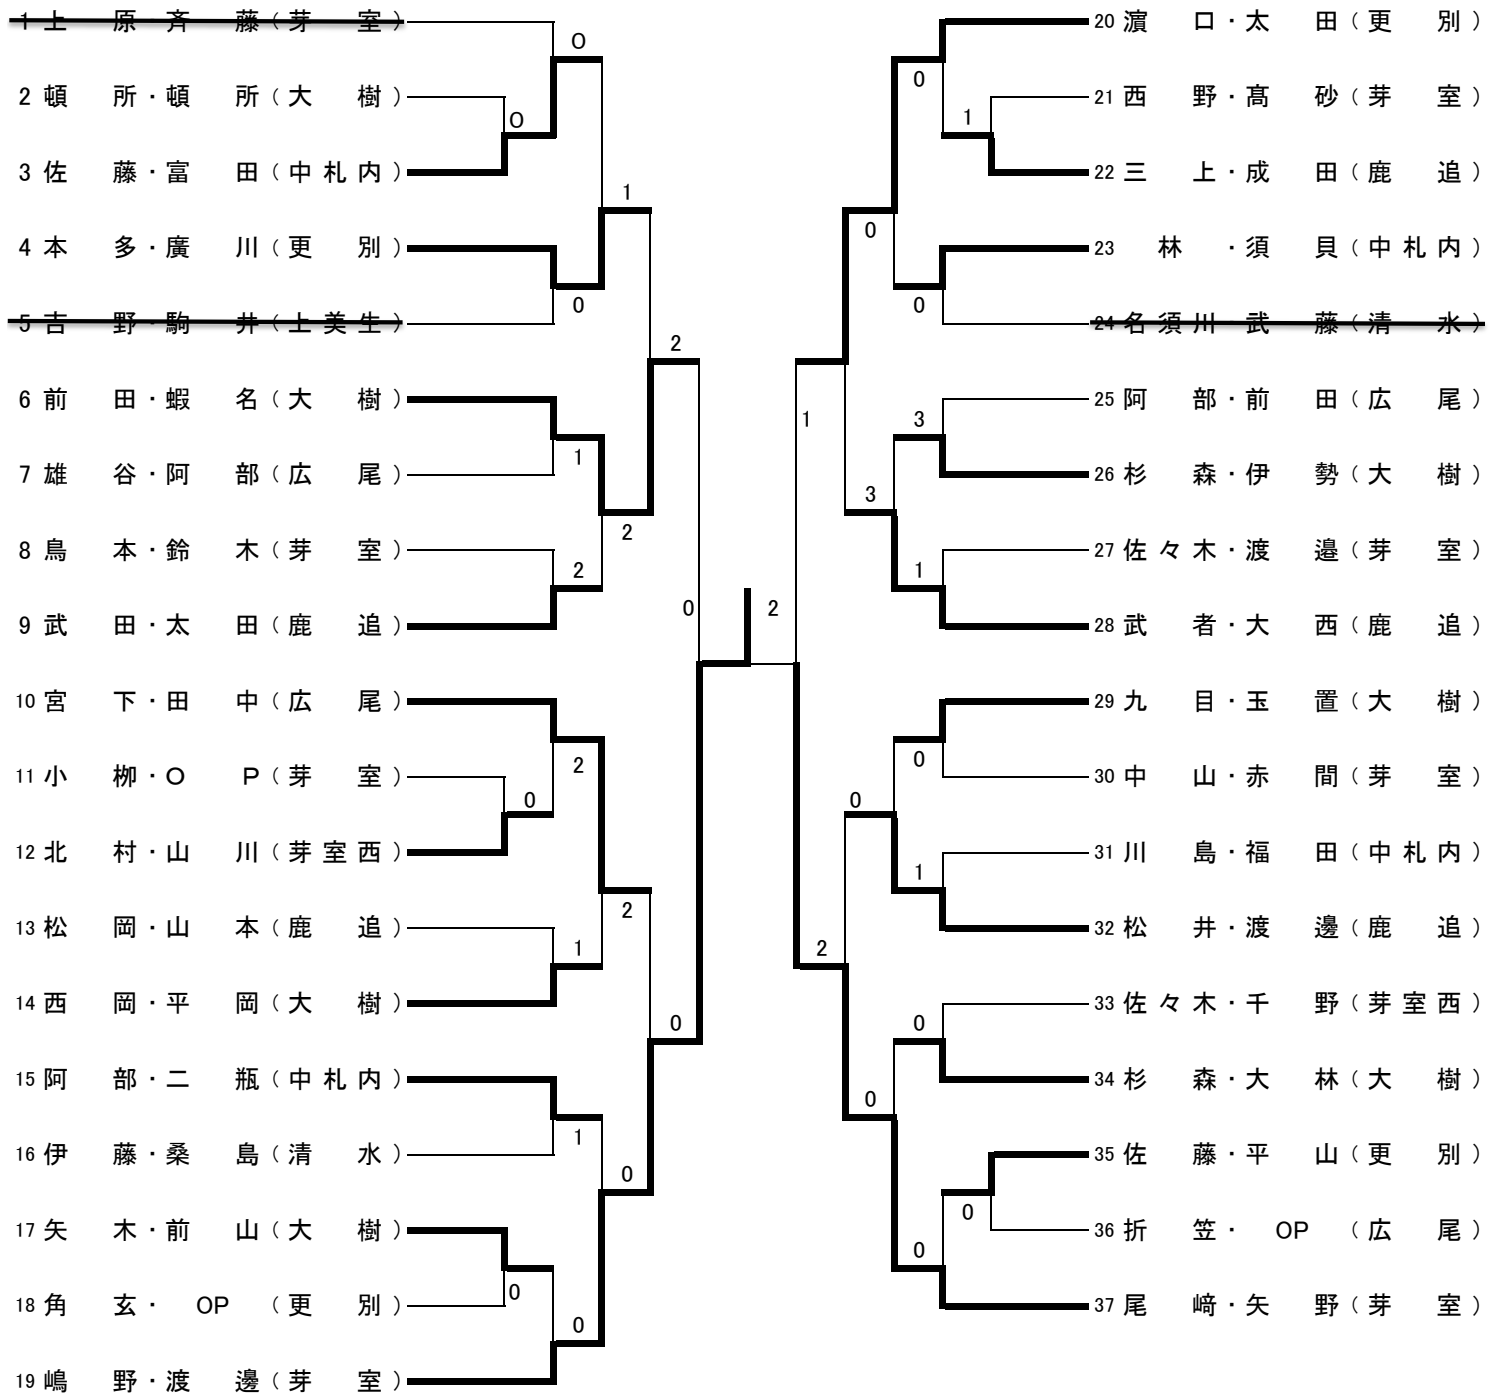 1 上原斉藤（芽室）
2 頓所・頓所（大樹）
3 佐藤・富田（中札内）
4 本多・廣川（更別）
5 吉野・駒井（上美生）
6 前田・蝦名（大樹）
7 雄谷・阿部（広尾）
8 鳥本・鈴木（芽室）
9 武田・太田（鹿追）
10 宮下・田中（広尾）
11 小栁・O P（芽室）
12 北村・山川（芽室西）
13 松岡・山本（鹿追）
14 西岡・平岡（大樹）
15 阿部・二瓶（中札内）
16 伊藤・桑島（清水）
17 矢木・前山（大樹）
18 角玄・OP（更別）
19 嶋野・渡邊（芽室）
0
0
1
0
2
1
2
2
0
2
0
2
1
0
1
0
0
0
2
0
1
0
0
0
1
3
3
1
0
0
1
2
0
0
0
0
20 濵口・太田（更別）
21 西野・髙砂（芽室）
22 三上・成田（鹿追）
23 林・須貝（中札内）
24 名須川武藤（清水）
25 阿部・前田（広尾）
26 杉森・伊勢（大樹）
27 佐々木・渡邉（芽室）
28 武者・大西（鹿追）
29 九目・玉置（大樹）
30 中山・赤間（芽室）
31 川島・福田（中札内）
32 松井・渡邊（鹿追）
33 佐々木・千野（芽室西）
34 杉森・大林（大樹）
35 佐藤・平山（更別）
36 折笠・OP（広尾）
37 尾﨑・矢野（芽室）